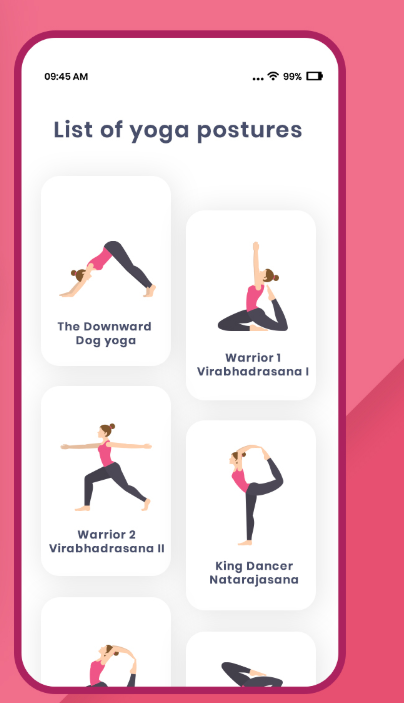 09:45 AM
99%
List of yoga postures
The Downward
Dog yoga
Warrior 1
Virabhadrasana I
Warrior 2
Virabhadrasana II
King Dancer
Natarajasana